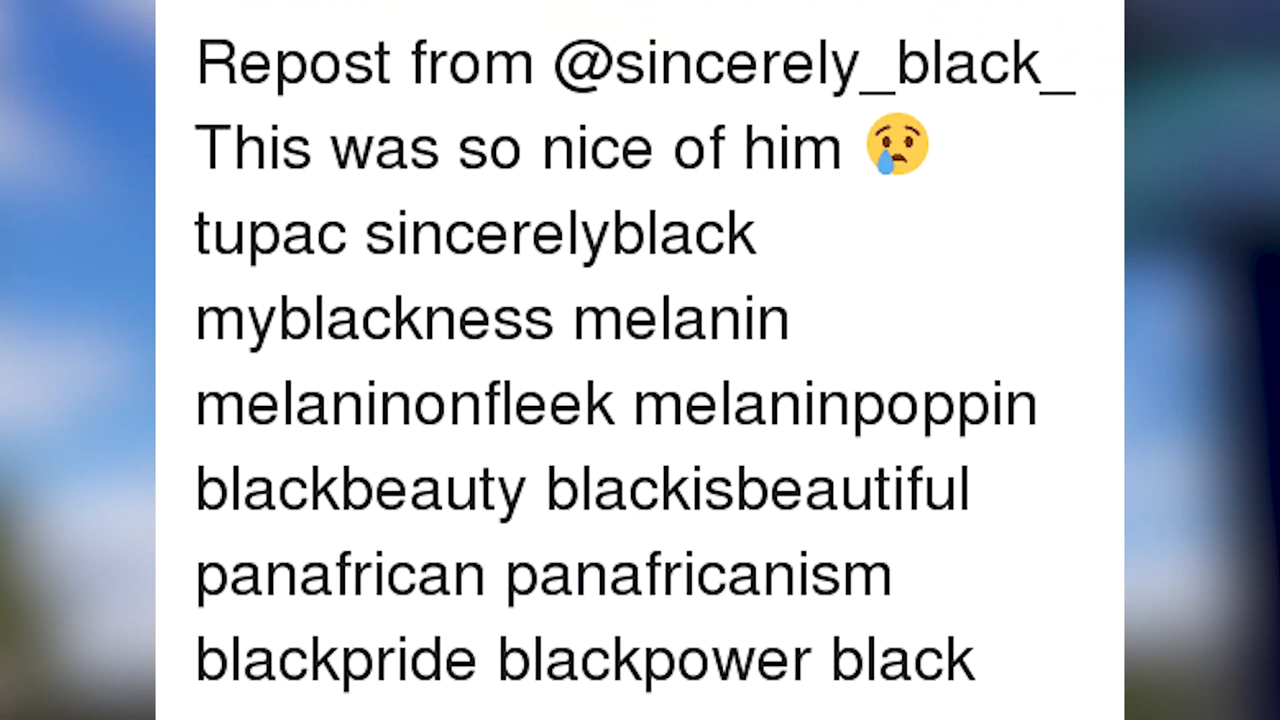 Repost from @sincerely_black_
This was so nice of him 😢
tupac sincerelyblack
myblackness melanin
melaninonfleek melaninpoppin
blackbeauty blackisbeautiful
panafrican panafricanism
blackpride blackpower black